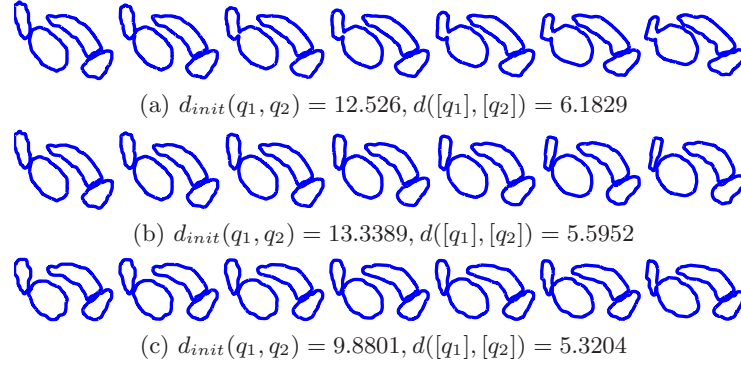 (a) $d_{init}(q_1, q_2) = 12.526, d([q_1], [q_2]) = 6.1829$
(b) $d_{init}(q_1, q_2) = 13.3389, d([q_1], [q_2]) = 5.5952$
(c) $d_{init}(q_1, q_2) = 9.8801, d([q_1], [q_2]) = 5.3204$